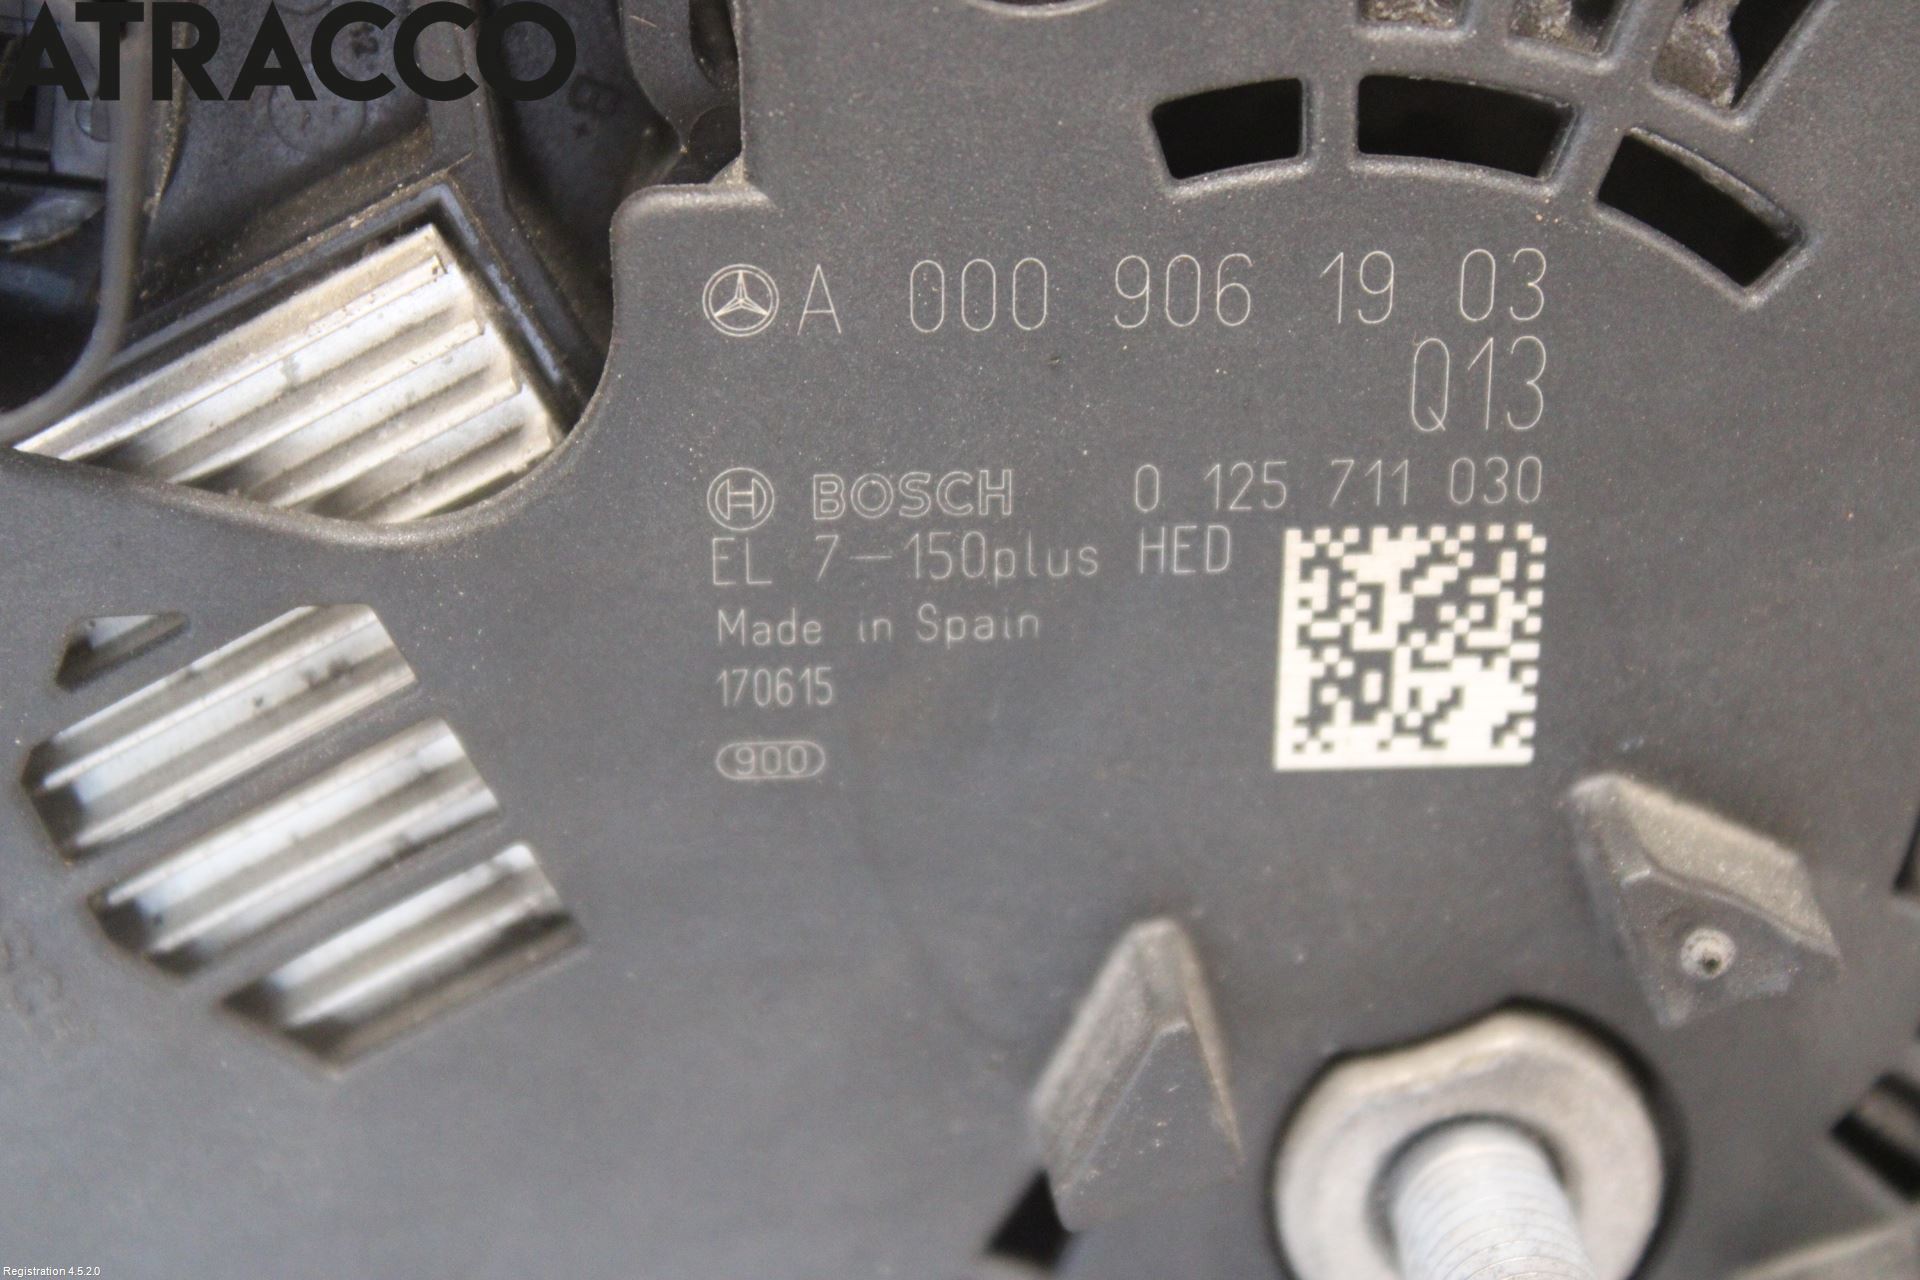 ATRACCO
A 000 906 19 03
Q13
BOSCH 0 125 711 030
EL 7-150plus HED
Made in Spain
170615
900
Registration 4.5.2.0